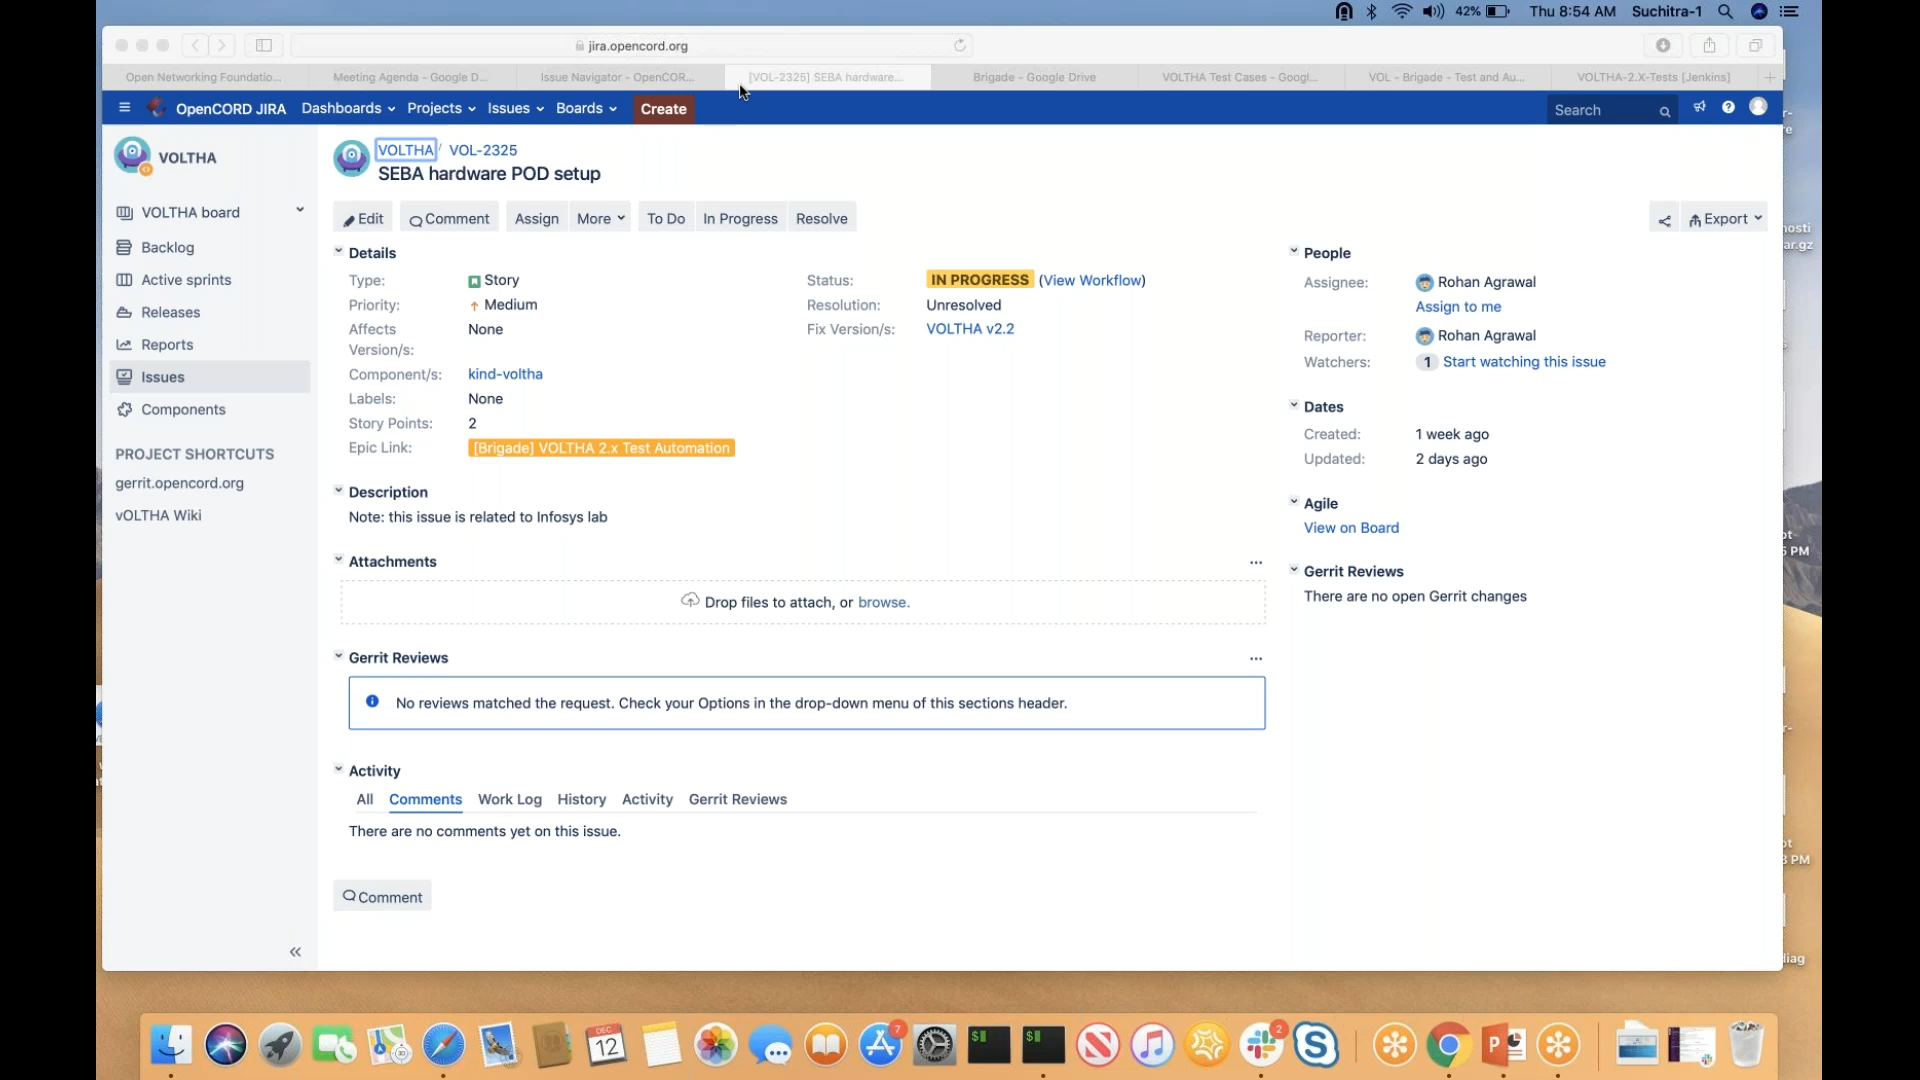 42% Thu 8:54 AM Suchitra-1
jira.opencord.org
Open Networking Foundatio... Meeting Agenda - Google D... Issue Navigator - OpenCOR... [VOL-2325] SEBA hardware... Brigade - Google Drive VOLTHA Test Cases - Googl... VOL - Brigade - Test and Au... VOLTHA-2.X-Tests [Jenkins]
OpenCORD JIRA Dashboards Projects Issues Boards Create Search
VOLTHA
VOLTHA board
Backlog
Active sprints
Releases
Reports
Issues
Components
PROJECT SHORTCUTS
gerrit.opencord.org
vOLTHA Wiki
VOLTHA / VOL-2325
SEBA hardware POD setup
Edit Comment Assign More To Do In Progress Resolve Export
Details
Type: Story
Priority: Medium
Affects Version/s: None
Component/s: kind-voltha
Labels: None
Story Points: 2
Epic Link: [Brigade] VOLTHA 2.x Test Automation
Status: IN PROGRESS (View Workflow)
Resolution: Unresolved
Fix Version/s: VOLTHA v2.2
Description
Note: this issue is related to Infosys lab
Attachments
Drop files to attach, or browse.
Gerrit Reviews
No reviews matched the request. Check your Options in the drop-down menu of this sections header.
Activity
All Comments Work Log History Activity Gerrit Reviews
There are no comments yet on this issue.
Comment
People
Assignee: Rohan Agrawal
Assign to me
Reporter: Rohan Agrawal
Watchers: 1 Start watching this issue
Dates
Created: 1 week ago
Updated: 2 days ago
Agile
View on Board
Gerrit Reviews
There are no open Gerrit changes
ar.gz
5 PM
3 PM
diag
DEC
12
7
2